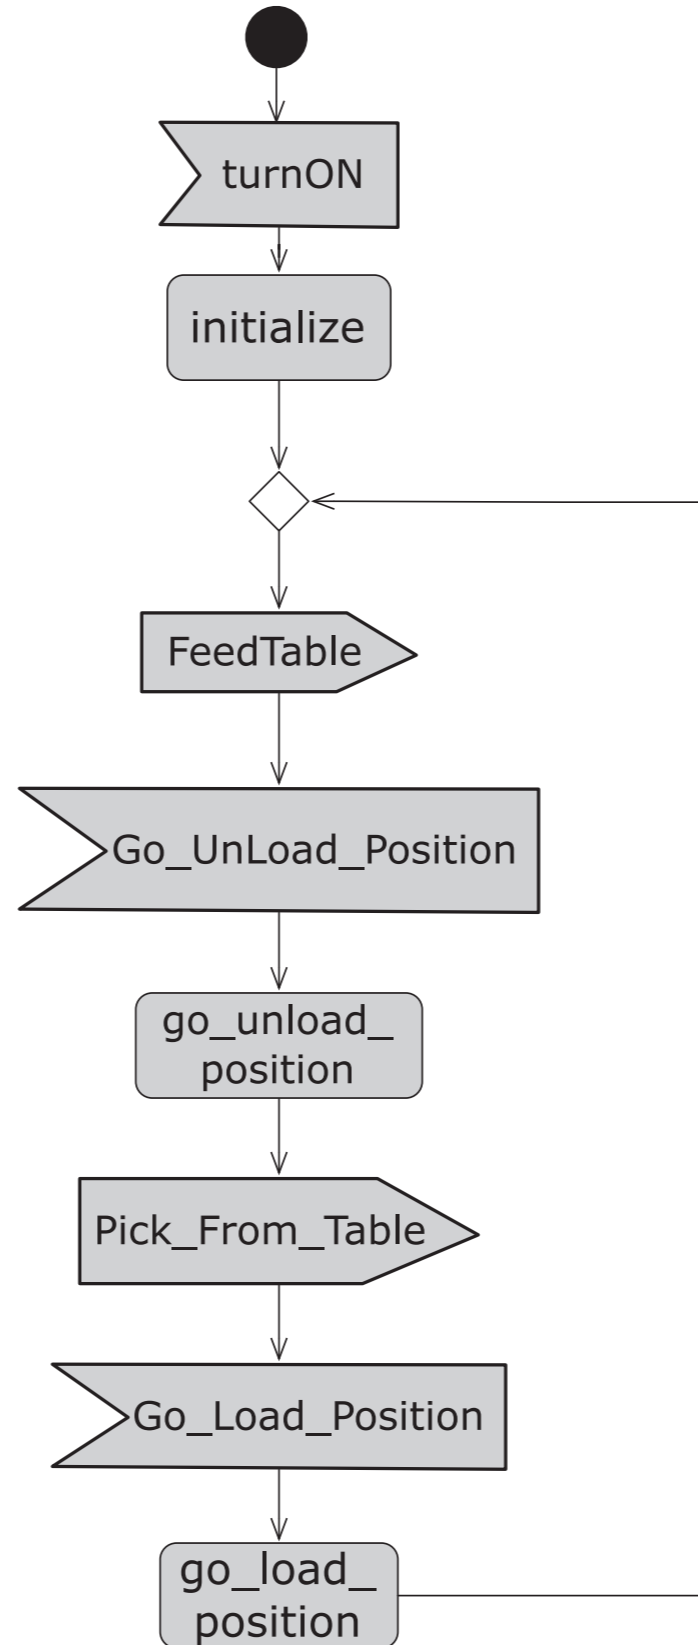 turnON
initialize
FeedTable
Go_UnLoad_Position
go_unload_
position
Pick_From_Table
Go_Load_Position
go_load_
position